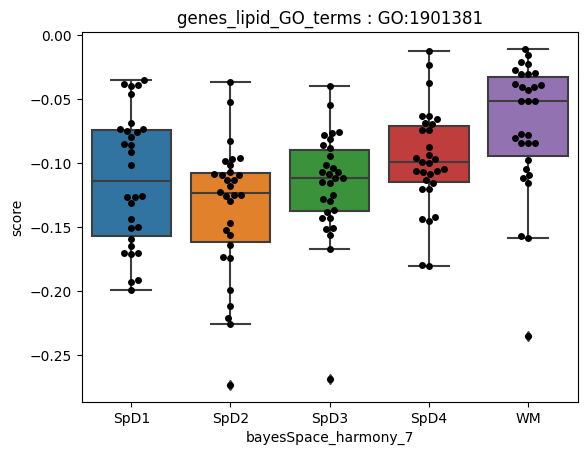 genes_lipid_GO_terms : GO:1901381
score
0.00
−0.05
−0.10
−0.15
−0.20
−0.25
SpD1 SpD2 SpD3 SpD4 WM
bayesSpace_harmony_7